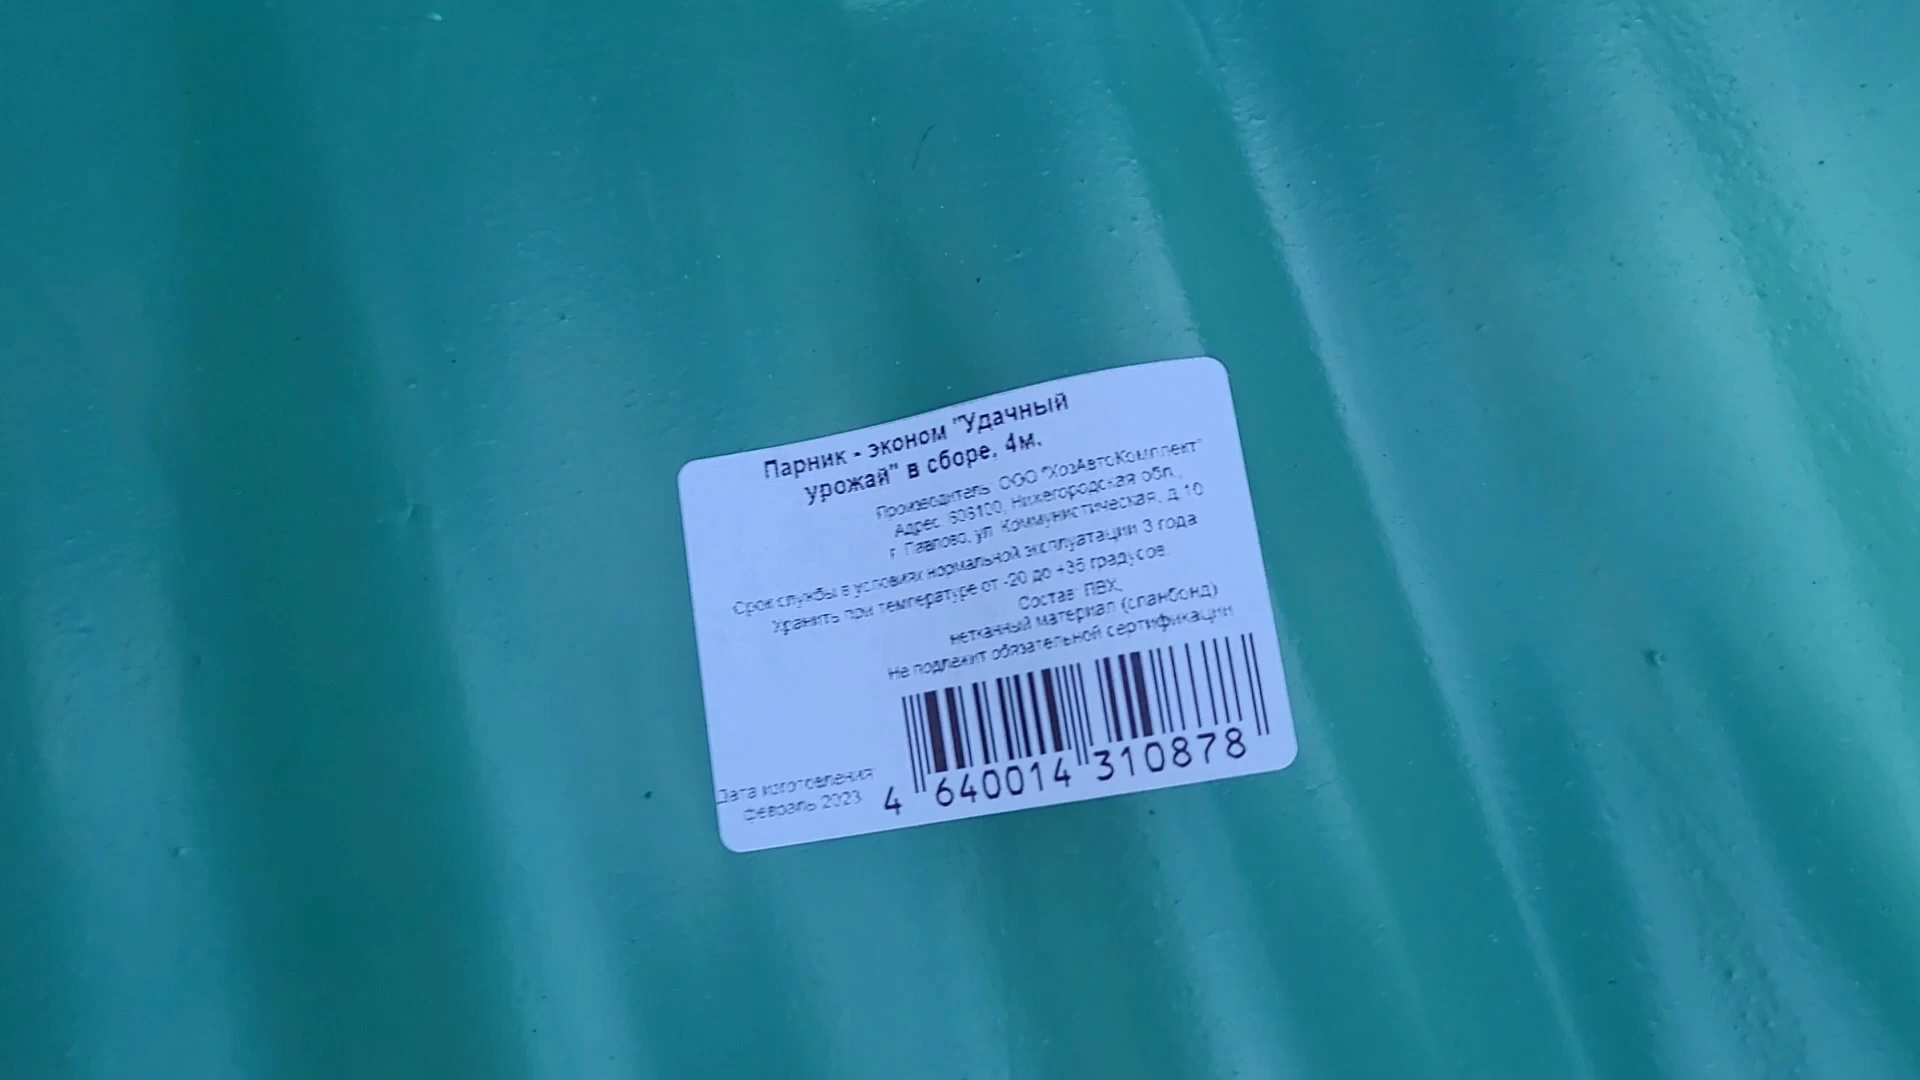 Парник - эконом "Удачный
урожай" в сборе. 4м.
Производитель: ООО "ХозАвтоКомплект"
Адрес: 606100, Нижегородская обл.,
г. Павлово, ул. Коммунистическая, д.10
Срок службы в условиях нормальной эксплуатации 3 года
Хранить при температуре от -20 до +35 градусов.
Состав: ПВХ,
нетканный материал (спанбонд)
Не подлежит обязательной сертификации
Дата изготовления:
февраль 2023
4 640014 310878